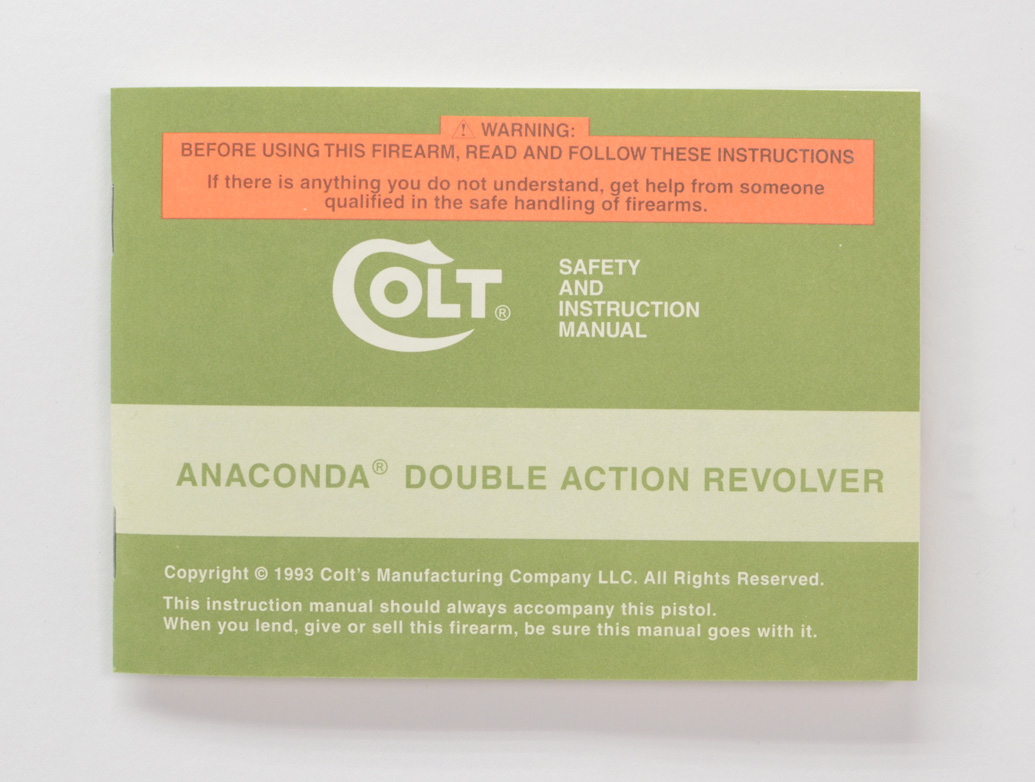 ⚠ WARNING:
BEFORE USING THIS FIREARM, READ AND FOLLOW THESE INSTRUCTIONS
If there is anything you do not understand, get help from someone
qualified in the safe handling of firearms.
COLT®
SAFETY
AND
INSTRUCTION
MANUAL
ANACONDA® DOUBLE ACTION REVOLVER
Copyright © 1993 Colt's Manufacturing Company LLC. All Rights Reserved.
This instruction manual should always accompany this pistol.
When you lend, give or sell this firearm, be sure this manual goes with it.